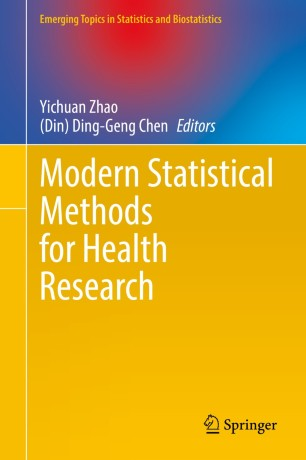 Emerging Topics in Statistics and Biostatistics
Yichuan Zhao
(Din) Ding-Geng Chen Editors
Modern Statistical
Methods
for Health
Research
Springer